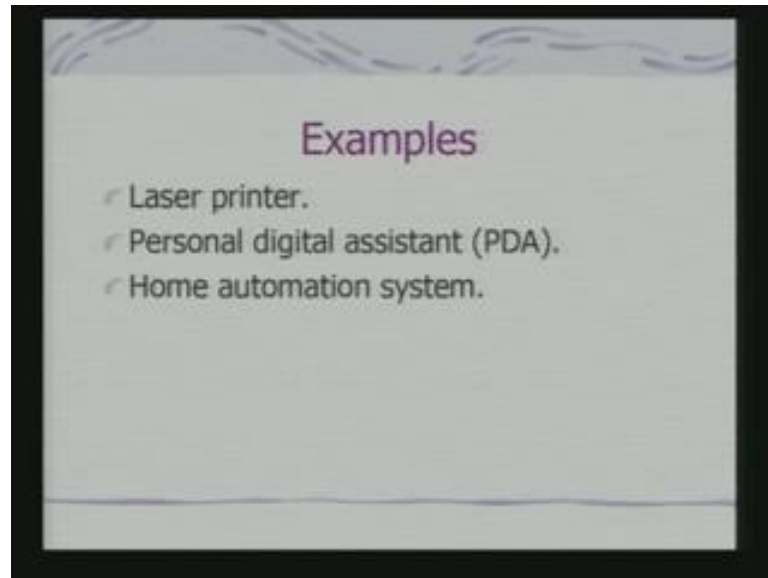 Examples
Laser printer.
Personal digital assistant (PDA).
Home automation system.